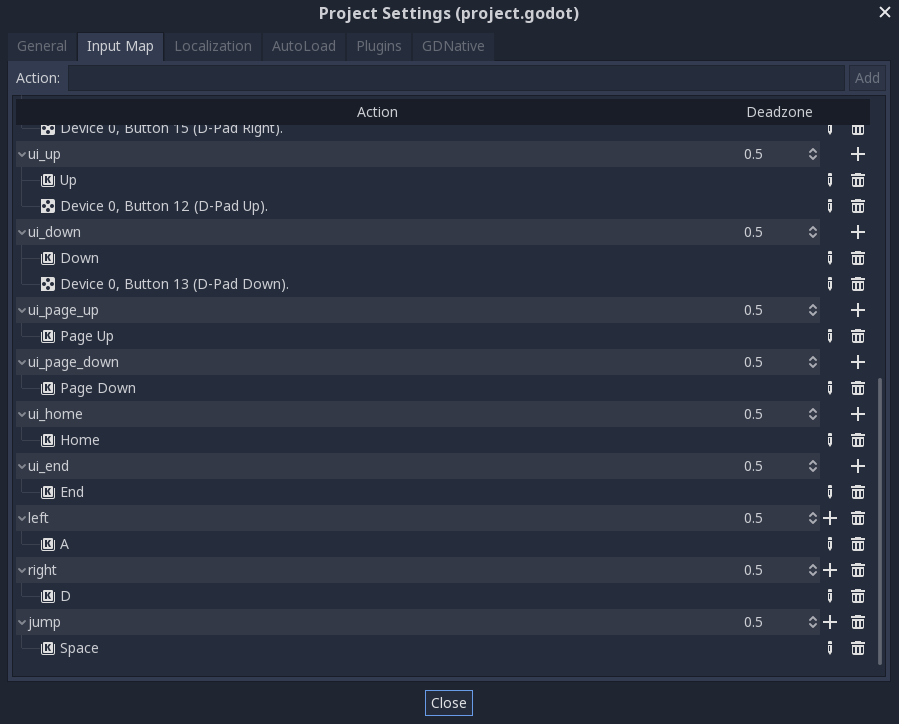 Project Settings (project.godot)
General Input Map Localization AutoLoad Plugins GDNative
Action: Add
Action Deadzone
Device 0, Button 15 (D-Pad Right).
ui_up 0.5
Up
Device 0, Button 12 (D-Pad Up).
ui_down 0.5
Down
Device 0, Button 13 (D-Pad Down).
ui_page_up 0.5
Page Up
ui_page_down 0.5
Page Down
ui_home 0.5
Home
ui_end 0.5
End
left 0.5
A
right 0.5
D
jump 0.5
Space
Close